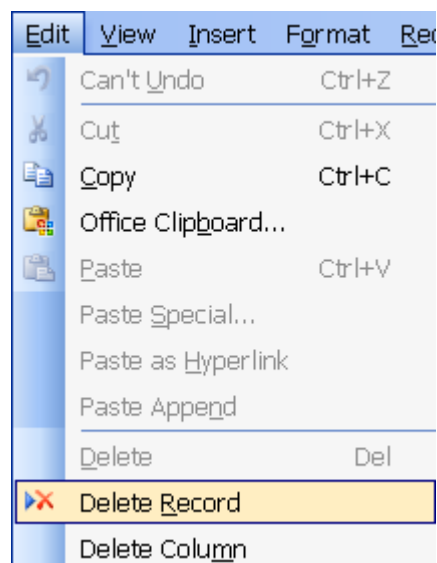 Edit View Insert Format
Can't Undo Ctrl+Z
Cut Ctrl+X
Copy Ctrl+C
Office Clipboard...
Paste Ctrl+V
Paste Special...
Paste as Hyperlink
Paste Append
Delete Del
Delete Record
Delete Column